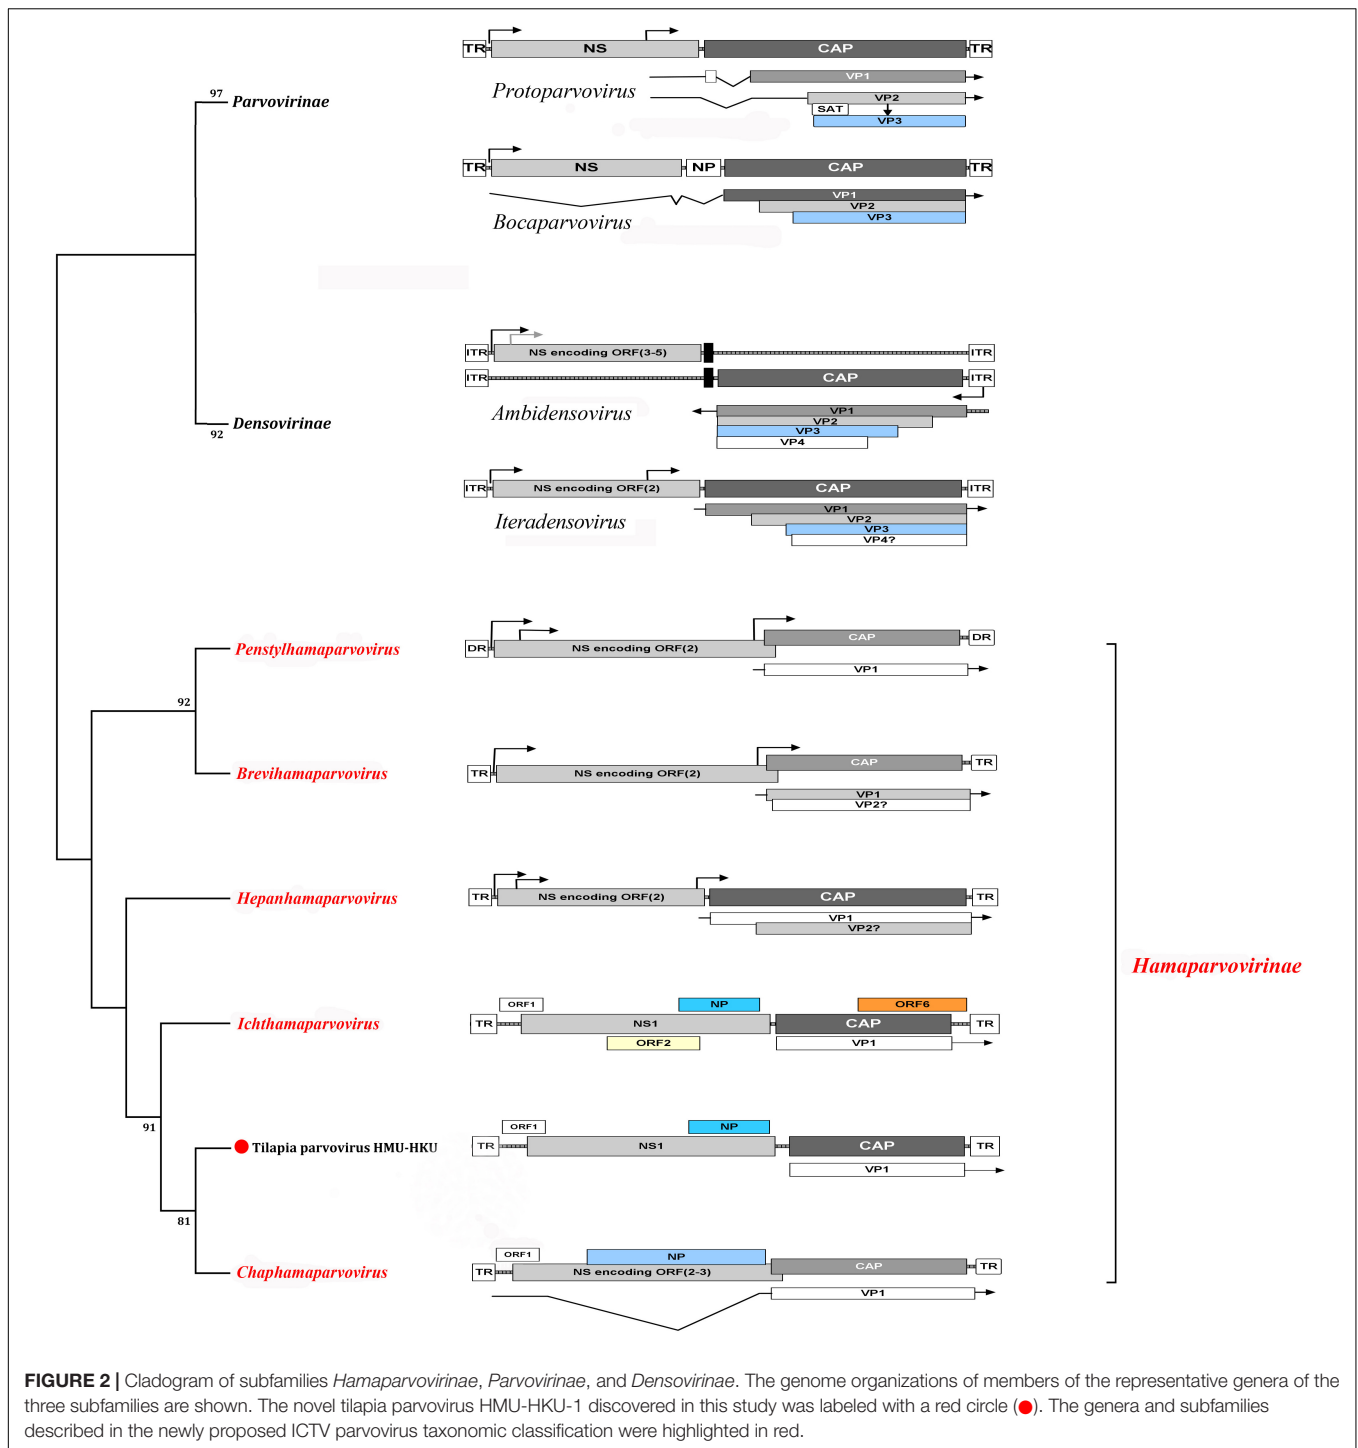 TR NS CAP TR
VP1
Protoparvovirus
VP2
97 Parvovirinae
SAT
VP3
TR NS NP CAP TR
VP1
VP2
Bocaparvovirus
VP3
ITR NS encoding ORF(3-5) ITR
ITR CAP ITR
Ambidensovirus
VP1
VP2
92 Densovirinae
VP3
VP4
ITR NS encoding ORF(2) CAP ITR
VP1
Iteradensovirus
VP2
VP3
VP4?
Penstylhamaparvovirus
DR NS encoding ORF(2) CAP DR
VP1
92
Brevihamaparvovirus
TR NS encoding ORF(2) CAP TR
VP1
VP2?
Hepanhamaparvovirus
TR NS encoding ORF(2) CAP TR
VP1
VP2?
Hamaparvovirinae
ORF1 NP ORF6
Ichthamaparvovirus
TR NS1 CAP TR
ORF2 VP1
91
ORF1 NP
Tilapia parvovirus HMU-HKU
TR NS1 CAP TR
VP1
81
ORF1 NP
Chaphamaparvovirus
TR NS encoding ORF(2-3) CAP TR
VP1
FIGURE 2 | Cladogram of subfamilies Hamaparvovirinae, Parvovirinae, and Densovirinae. The genome organizations of members of the representative genera of the
three subfamilies are shown. The novel tilapia parvovirus HMU-HKU-1 discovered in this study was labeled with a red circle (●). The genera and subfamilies
described in the newly proposed ICTV parvovirus taxonomic classification were highlighted in red.